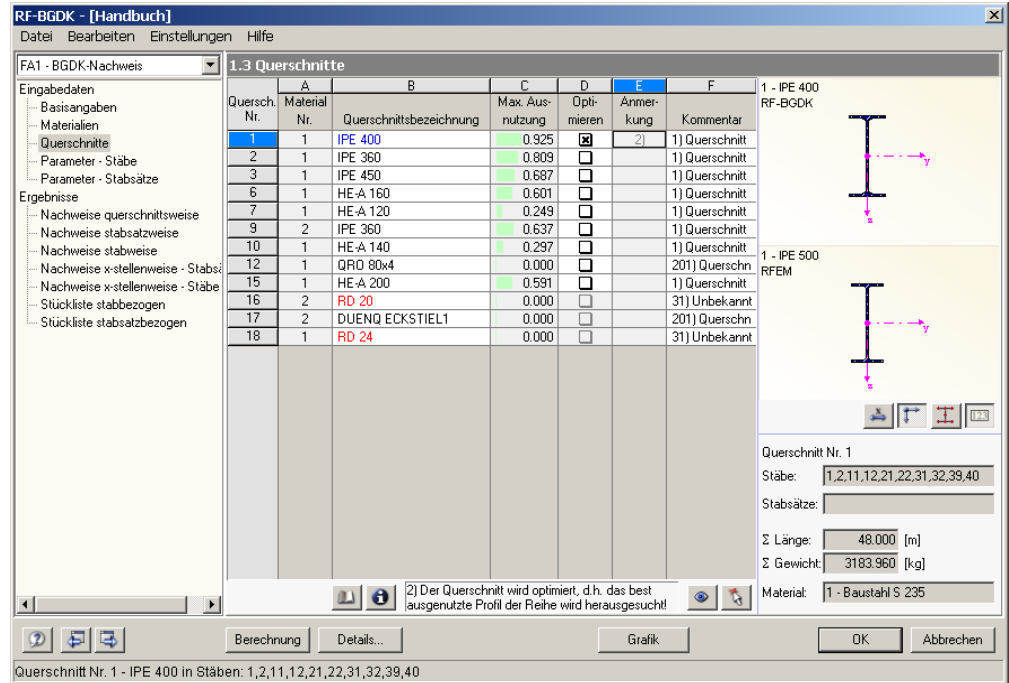 RF-BGDK - [Handbuch]
Datei Bearbeiten Einstellungen Hilfe
FA1 - BGDK-Nachweis
Eingabedaten
Basisangaben
Materialien
Querschnitte
Parameter - Stäbe
Parameter - Stabsätze
Ergebnisse
Nachweise querschnittsweise
Nachweise stabsatzweise
Nachweise stabweise
Nachweise x-stellenweise - Stabsä
Nachweise x-stellenweise - Stäbe
Stückliste stabbezogen
Stückliste stabsatzbezogen
1.3 Querschnitte
A B C D E F
Quersch. Material Max. Aus- Opti- Anmer-
Nr. Nr. Querschnittsbezeichnung nutzung mieren kung Kommentar
1 1 IPE 400 0.925 2) 1) Querschnitt
2 1 IPE 360 0.809 1) Querschnitt
3 1 IPE 450 0.687 1) Querschnitt
6 1 HE-A 160 0.601 1) Querschnitt
7 1 HE-A 120 0.249 1) Querschnitt
9 2 IPE 360 0.637 1) Querschnitt
10 1 HE-A 140 0.297 1) Querschnitt
12 1 QRO 80x4 0.000 201) Querschn
15 1 HE-A 200 0.591 1) Querschnitt
16 2 RD 20 0.000 31) Unbekannt
17 2 DUENQ ECKSTIEL1 0.000 201) Querschn
18 1 RD 24 0.000 31) Unbekannt
2) Der Querschnitt wird optimiert, d.h. das best
ausgenutzte Profil der Reihe wird herausgesucht!
1 - IPE 400
RF-BGDK
y
z
1 - IPE 500
RFEM
y
z
x
123
Querschnitt Nr. 1
Stäbe: 1,2,11,12,21,22,31,32,39,40
Stabsätze:
Σ Länge: 48.000 [m]
Σ Gewicht: 3183.960 [kg]
Material: 1 - Baustahl S 235
Berechnung Details... Grafik OK Abbrechen
Querschnitt Nr. 1 - IPE 400 in Stäben: 1,2,11,12,21,22,31,32,39,40